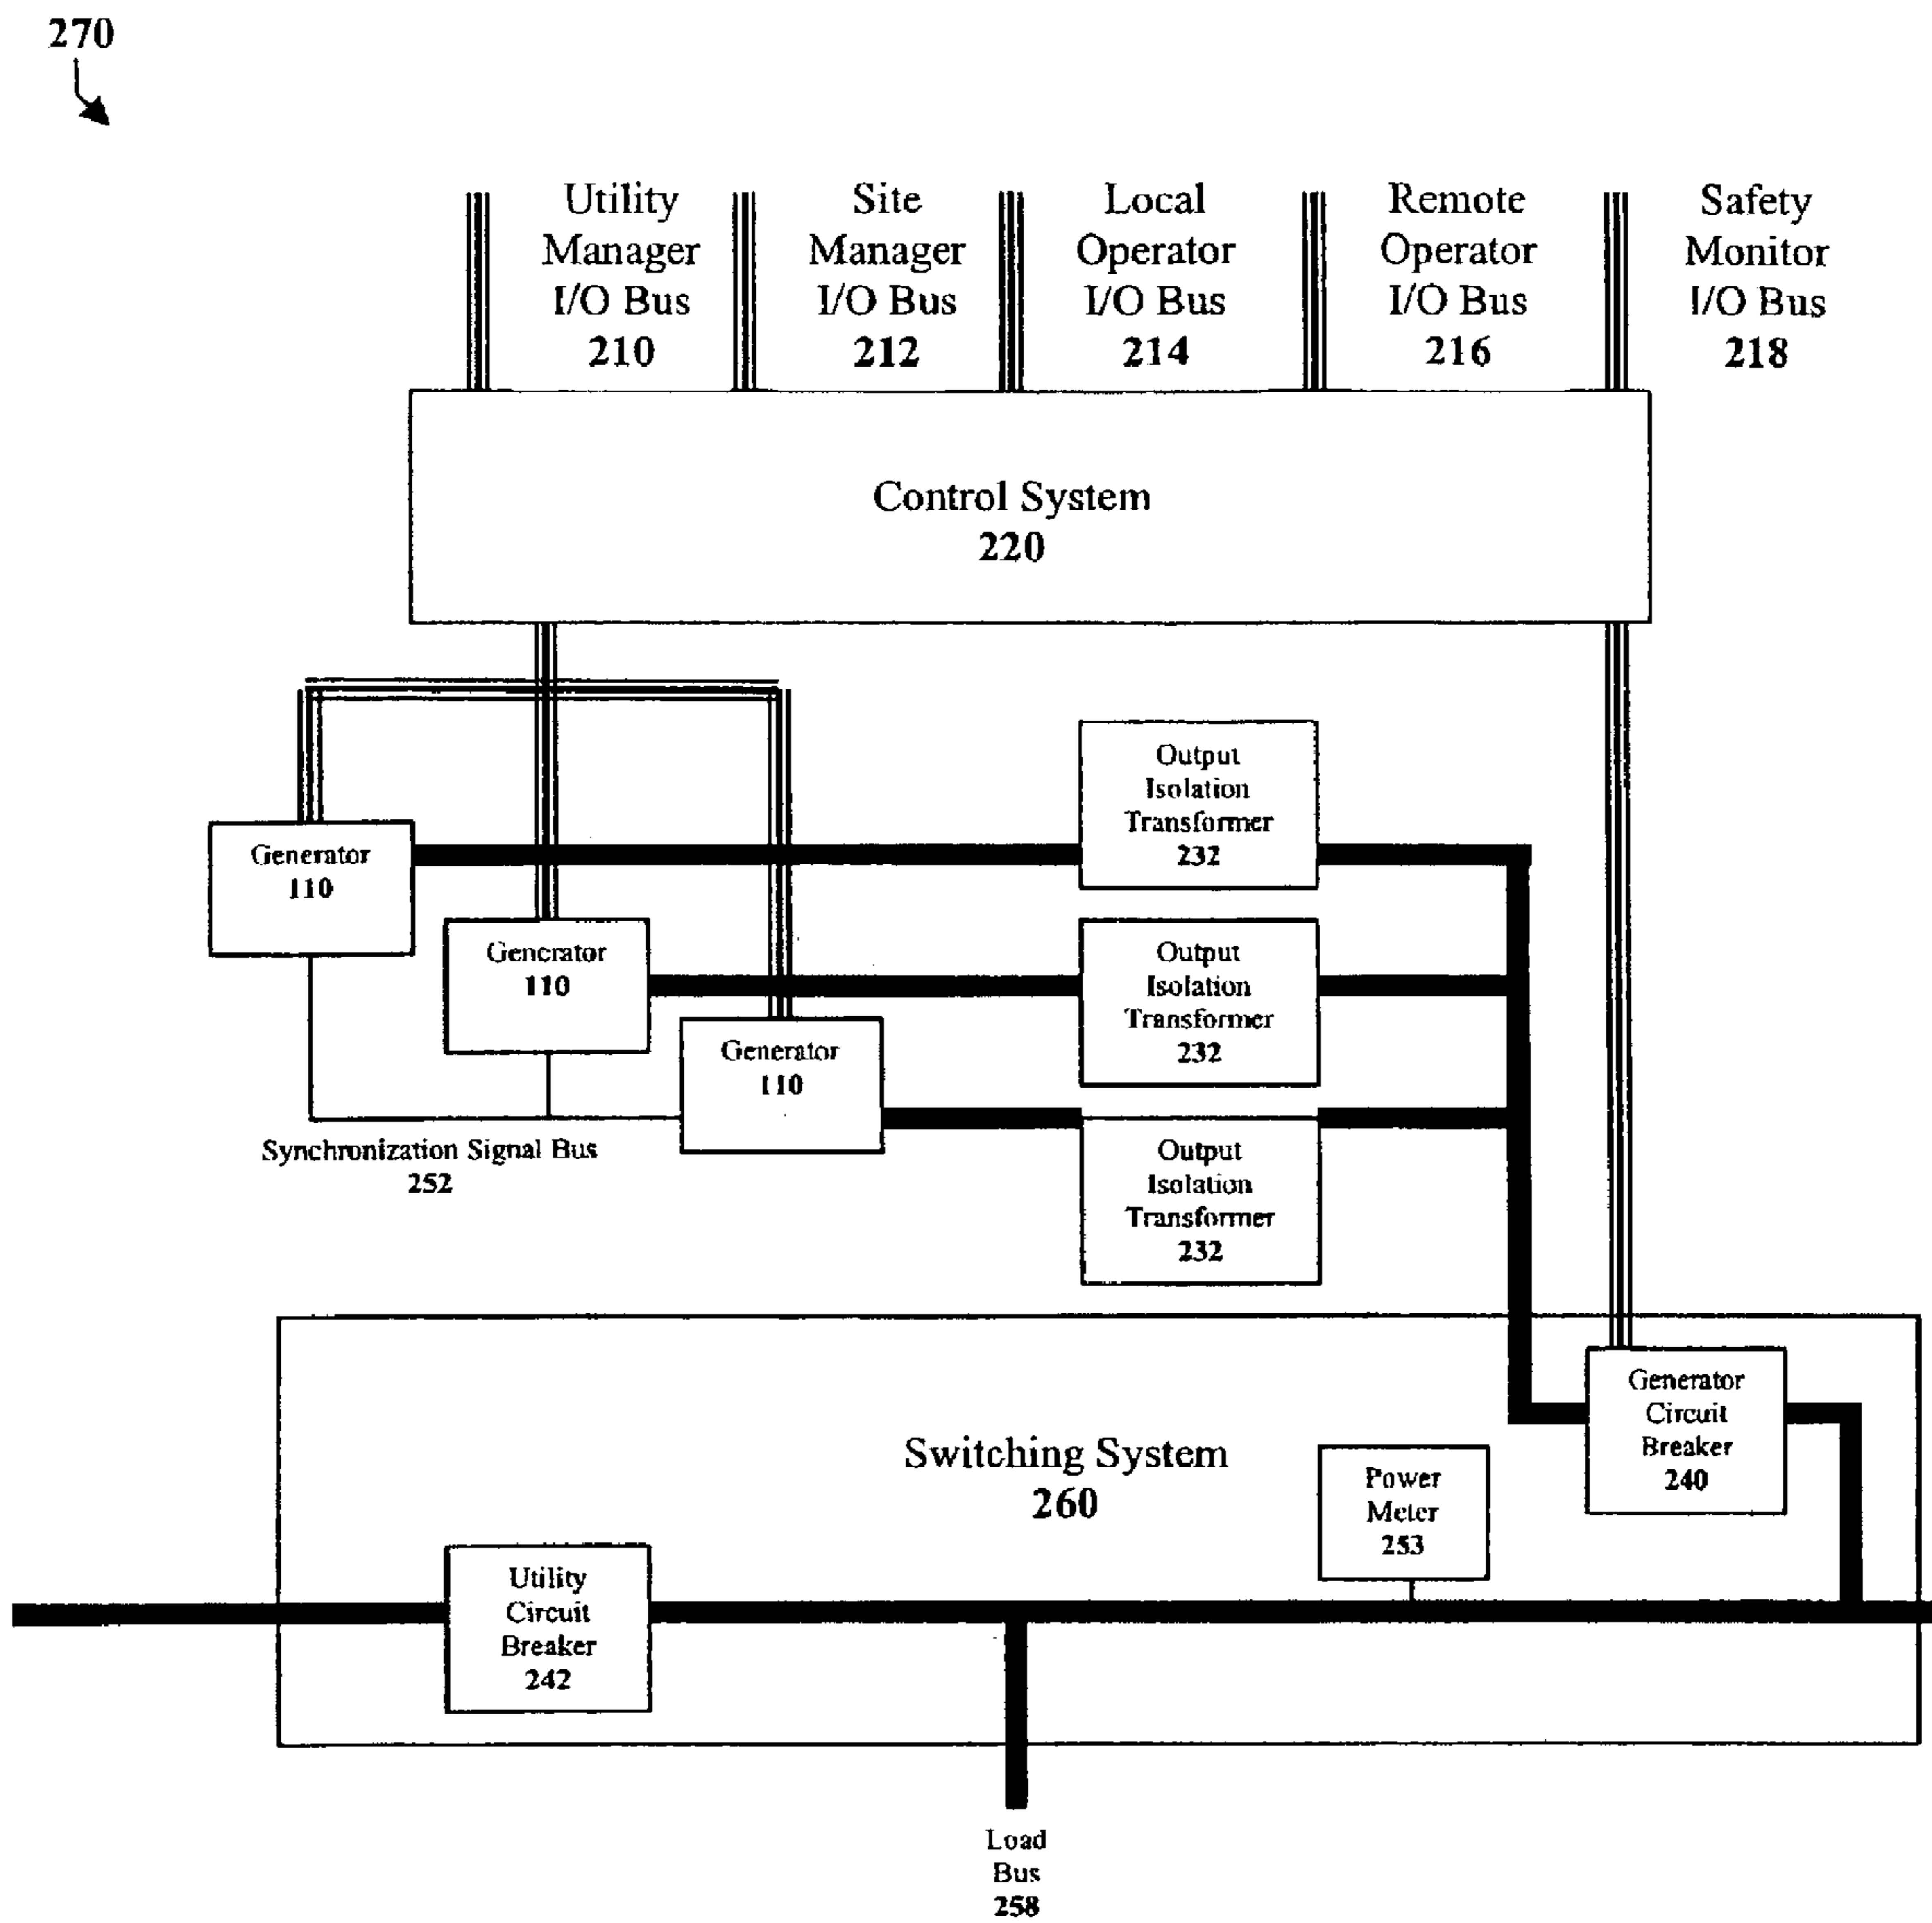 270
Utility
Manager
I/O Bus
210
Site
Manager
I/O Bus
212
Local
Operator
I/O Bus
214
Remote
Operator
I/O Bus
216
Safety
Monitor
I/O Bus
218
Control System
220
Output
Isolation
Transformer
232
Generator
110
Generator
110
Output
Isolation
Transformer
232
Generator
110
Synchronization Signal Bus
252
Output
Isolation
Transformer
232
Generator
Circuit
Breaker
240
Switching System
260
Power
Meter
253
Utility
Circuit
Breaker
242
Load
Bus
258